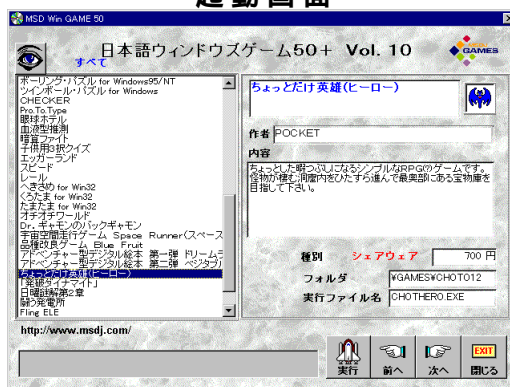 起動画面
MSD Win GAME 50
日本語ウィンドウズゲーム50+ Vol. 10
すべて
GAMES
ボーリング・パズル for Windows95/NT
ツインボール・パズル for Windows
CHECKER
Pro.To.Type
眼球ホテル
血液型推測
暗算ファイト
子供用3択クイズ
エッガーランド
スピード
レール
へきさめ for Win32
くうたま for Win32
たまたま for Win32
オチオチワールド
Dr. ギャモンのバックギャモン
宇宙空間走行ゲーム Space Runner(スペース
品種改良ゲーム Blue Fruit
アドベンチャー型デジタル絵本 第一弾 ドリーム
アドベンチャー型デジタル絵本 第二弾 ベジタブ
ちょっとだけ英雄(ヒーロー)
「発破ダイナマイト」
日曜謎解第2章
闘う発電所
Fling ELE
ちょっとだけ英雄(ヒーロー)
作者 POCKET
内容
ちょっとした暇つぶしになるシンプルなRPGのゲームです。
怪物が棲む洞窟内をひたすら進んで最奥部にある宝物庫を
目指して下さい。
種別 シェアウェア 700 円
フォルダ ¥GAMES¥CHOTO12
実行ファイル名 CHOTHERO.EXE
http://www.msdj.com/
実行 前へ 次へ EXIT 閉じる